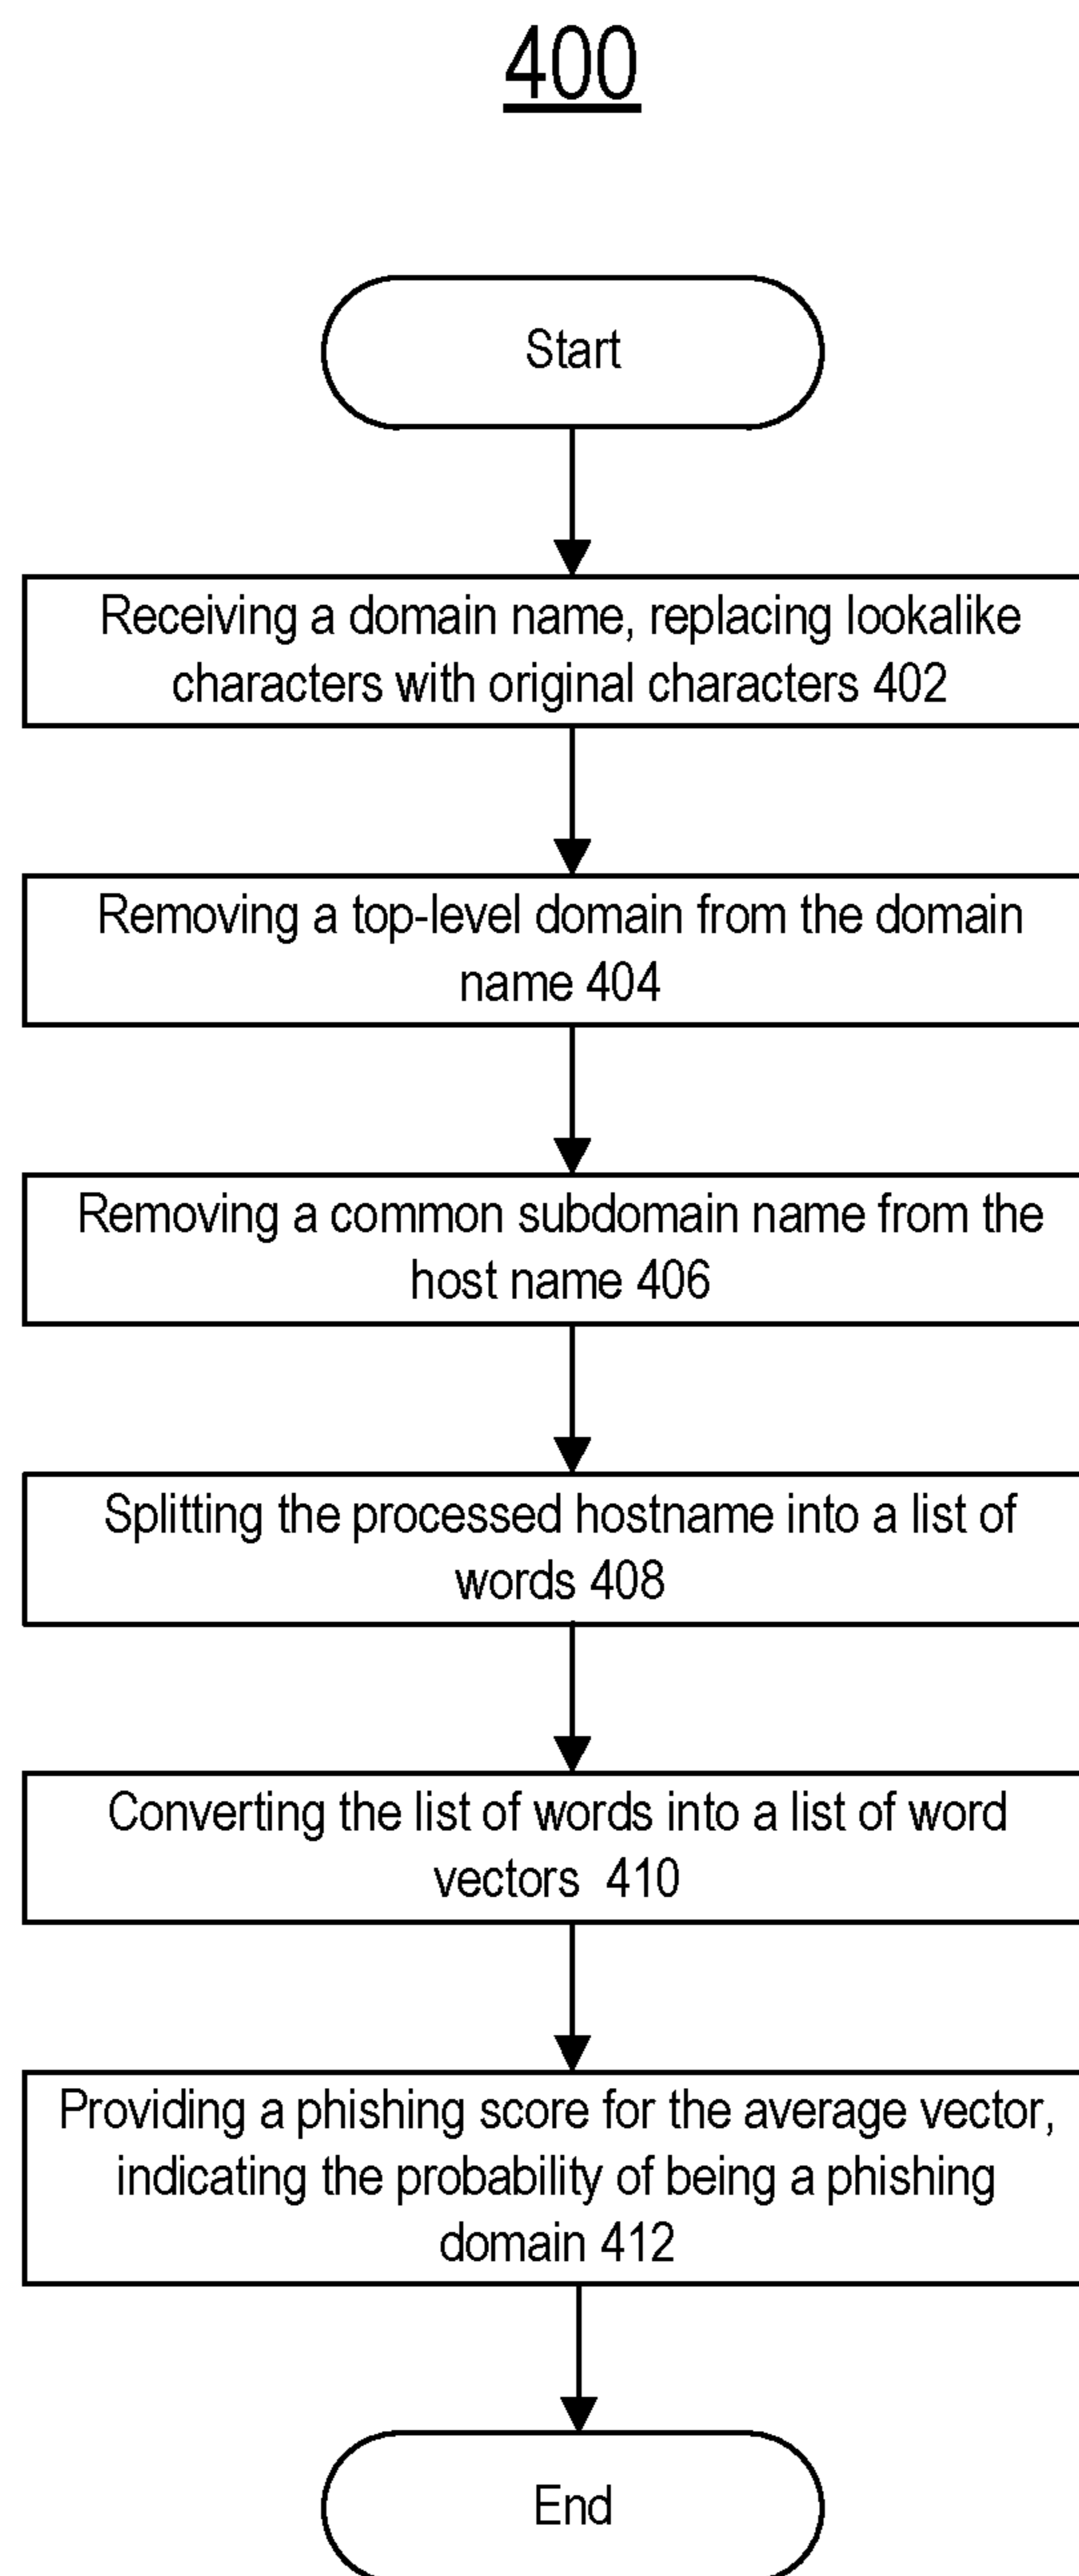 400
Start
Receiving a domain name, replacing lookalike
characters with original characters 402
Removing a top-level domain from the domain
name 404
Removing a common subdomain name from the
host name 406
Splitting the processed hostname into a list of
words 408
Converting the list of words into a list of word
vectors 410
Providing a phishing score for the average vector,
indicating the probability of being a phishing
domain 412
End